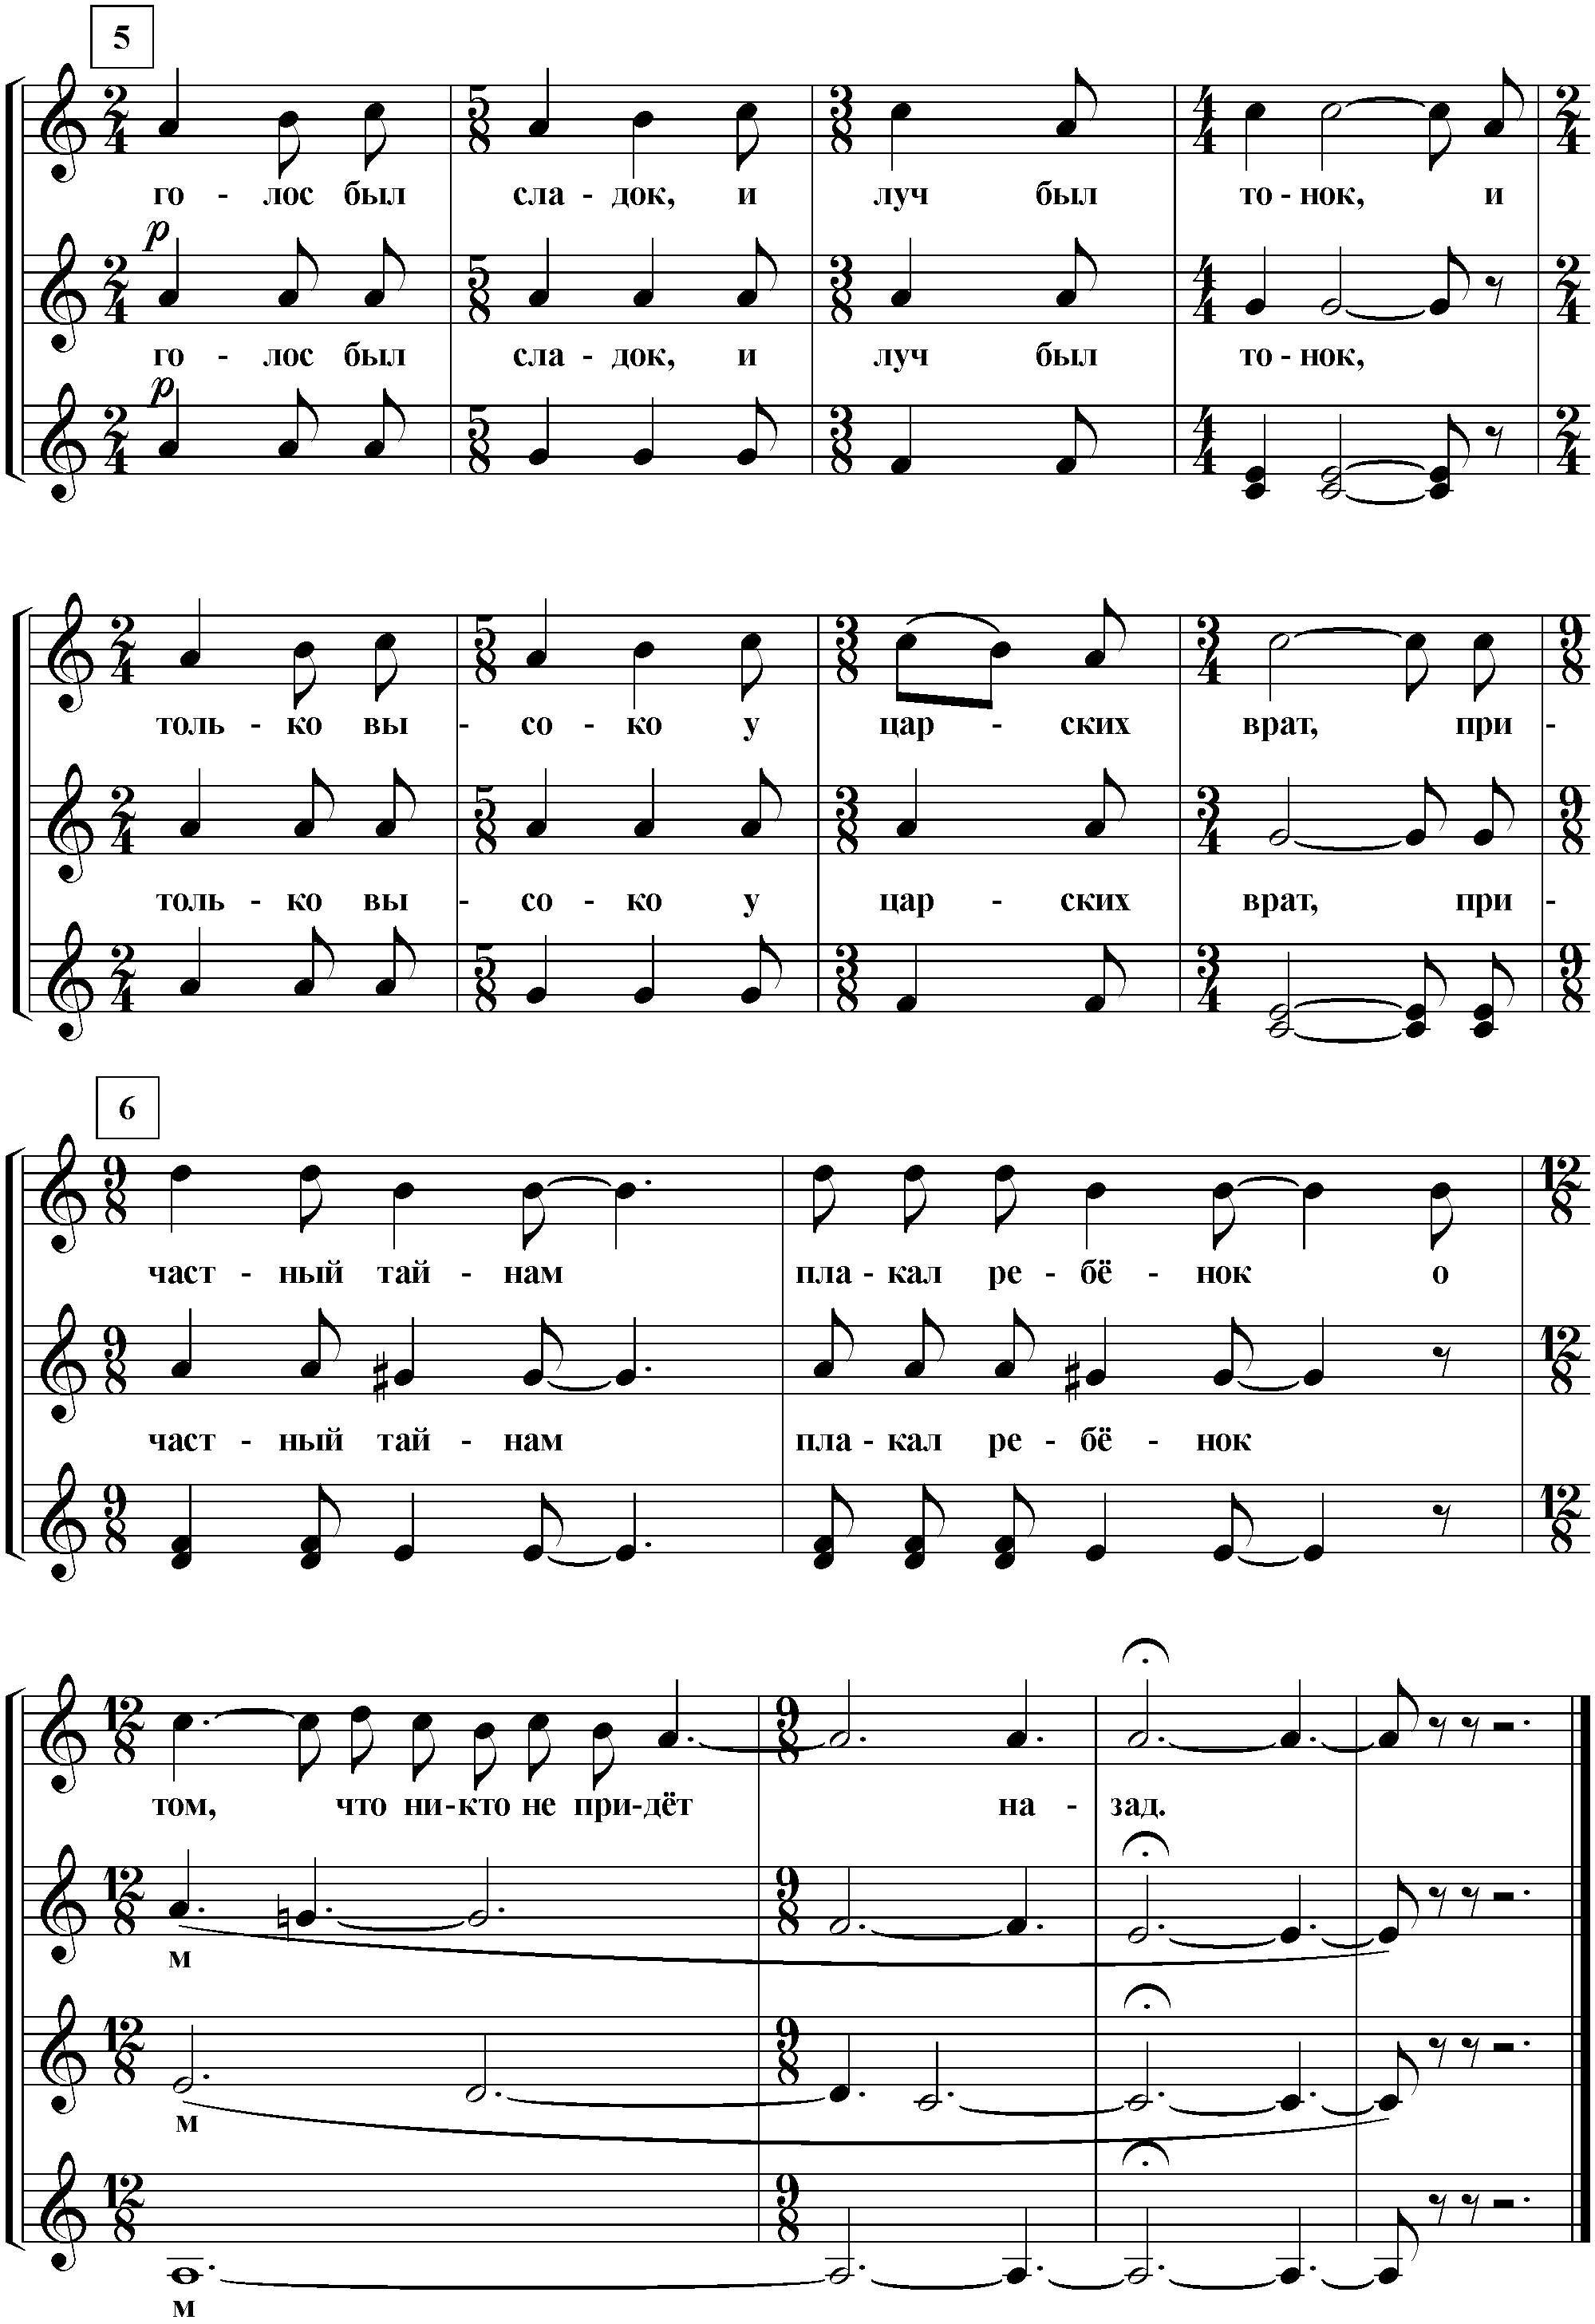 5
го - лос был сла - док, и луч был то - нок, и
p
го - лос был сла - док, и луч был то - нок,
p
толь - ко вы - со - ко у цар - ских врат, при -
толь - ко вы - со - ко у цар - ских врат, при -
6
част - ный тай - нам пла - кал ре - бё - нок о
част - ный тай - нам пла - кал ре - бё - нок
том, что ни-кто не при-дёт на - зад.
м
м
м